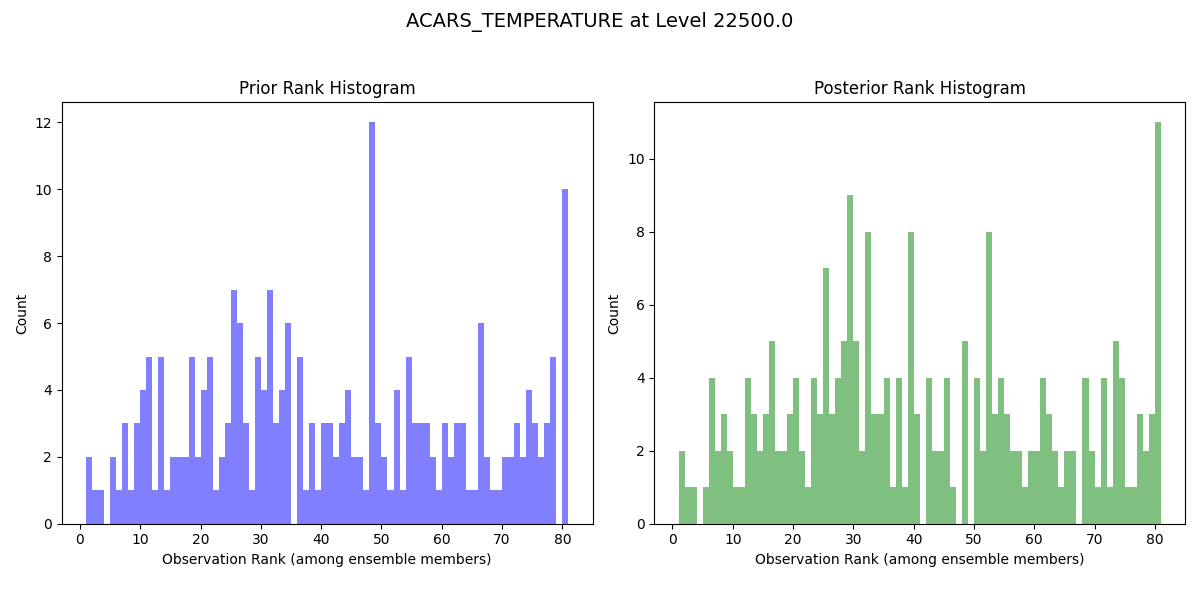 ACARS_TEMPERATURE at Level 22500.0
Prior Rank Histogram
Count
12
10
8
6
4
2
0
0 10 20 30 40 50 60 70 80
Observation Rank (among ensemble members)
Posterior Rank Histogram
Count
10
8
6
4
2
0
0 10 20 30 40 50 60 70 80
Observation Rank (among ensemble members)